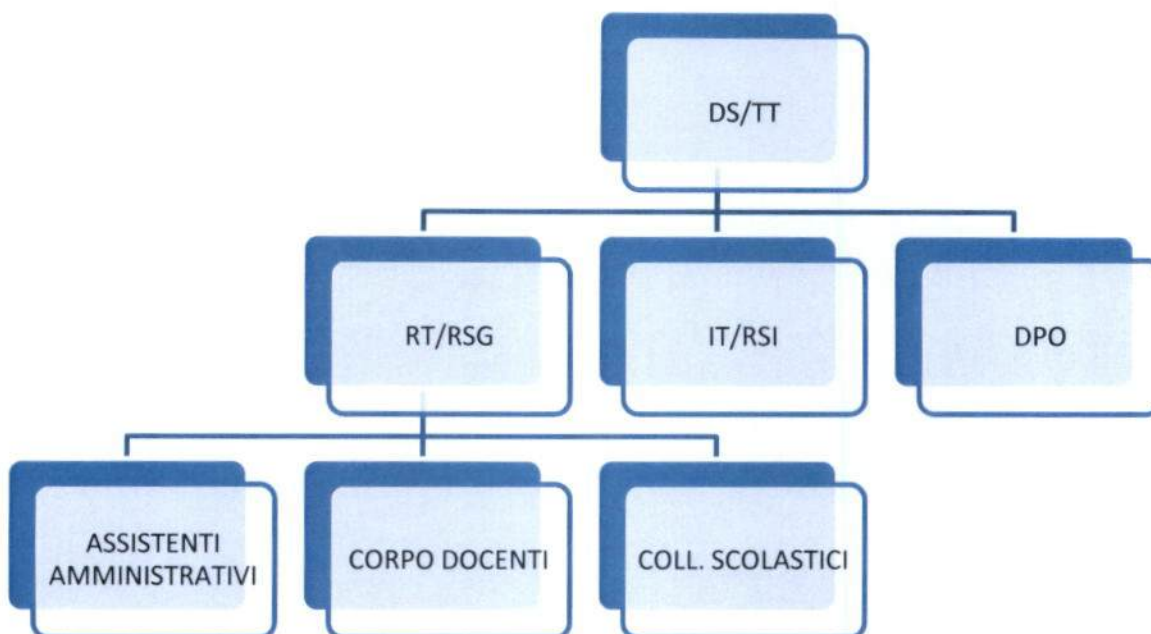 DS/TT
RT/RSG
IT/RSI
DPO
ASSISTENTI
AMMINISTRATIVI
CORPO DOCENTI
COLL. SCOLASTICI